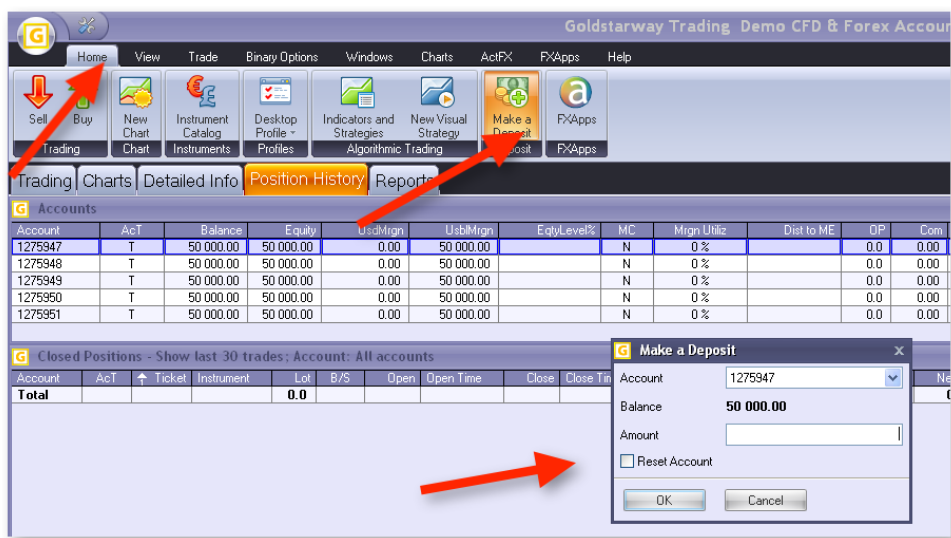 Goldstarway Trading Demo CFD & Forex Accoun
Home View Trade Binary Options Windows Charts ActFX FXApps Help
Sell Buy New Chart Instrument Catalog Desktop Profile Indicators and Strategies New Visual Strategy Make a Deposit FXApps
Trading Chart Instruments Profiles Algorithmic Trading FXApps
Trading Charts Detailed Info Position History Reports
G Accounts
Account AcT Balance Equity UsdMrgn UsblMrgn EqtyLevel% MC Mrgn Utiliz Dist to ME OP Com
1275947 T 50 000.00 50 000.00 0.00 50 000.00 N 0 % 0.0 0.00
1275948 T 50 000.00 50 000.00 0.00 50 000.00 N 0 % 0.0 0.00
1275949 T 50 000.00 50 000.00 0.00 50 000.00 N 0 % 0.0 0.00
1275950 T 50 000.00 50 000.00 0.00 50 000.00 N 0 % 0.0 0.00
1275951 T 50 000.00 50 000.00 0.00 50 000.00 N 0 % 0.0 0.00
G Closed Positions - Show last 30 trades; Account: All accounts
Account AcT Ticket Instrument Lot B/S Open Open Time Close Close Tim Ne
Total 0.0
G Make a Deposit x
Account 1275947
Balance 50 000.00
Amount
Reset Account
OK Cancel